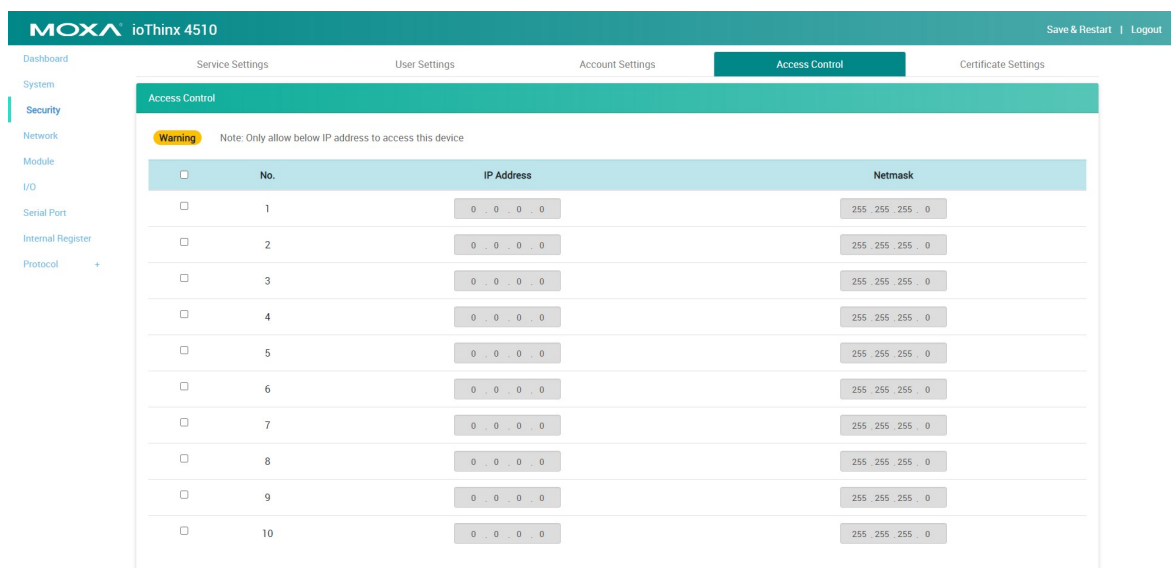 MOXA® ioThinx 4510 Save & Restart | Logout
Dashboard
System
Security
Network
Module
I/O
Serial Port
Internal Register
Protocol +
Service Settings User Settings Account Settings Access Control Certificate Settings
Access Control
Warning Note: Only allow below IP address to access this device
No. IP Address Netmask
1 0 . 0 . 0 . 0 255 . 255 . 255 . 0
2 0 . 0 . 0 . 0 255 . 255 . 255 . 0
3 0 . 0 . 0 . 0 255 . 255 . 255 . 0
4 0 . 0 . 0 . 0 255 . 255 . 255 . 0
5 0 . 0 . 0 . 0 255 . 255 . 255 . 0
6 0 . 0 . 0 . 0 255 . 255 . 255 . 0
7 0 . 0 . 0 . 0 255 . 255 . 255 . 0
8 0 . 0 . 0 . 0 255 . 255 . 255 . 0
9 0 . 0 . 0 . 0 255 . 255 . 255 . 0
10 0 . 0 . 0 . 0 255 . 255 . 255 . 0